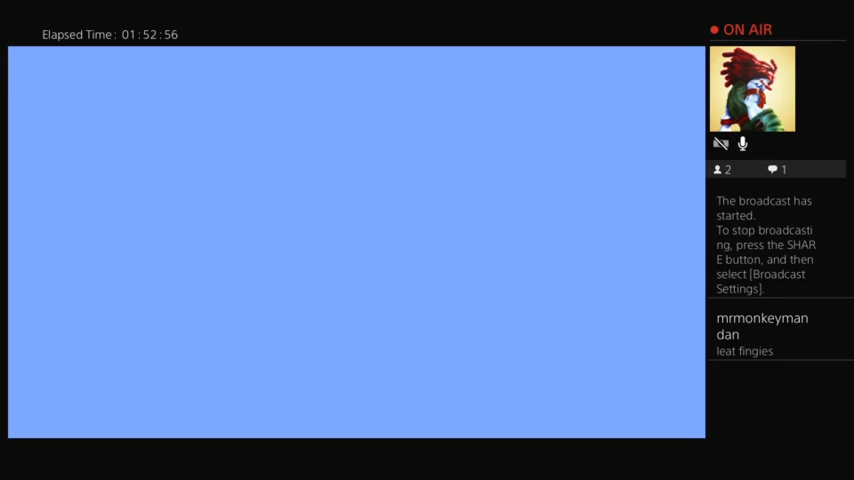 Elapsed Time: 01:52:56
ON AIR
2 1
The broadcast has
started.
To stop broadcasti
ng, press the SHAR
E button, and then
select [Broadcast
Settings].
mrmonkeyman
dan
leat fingies